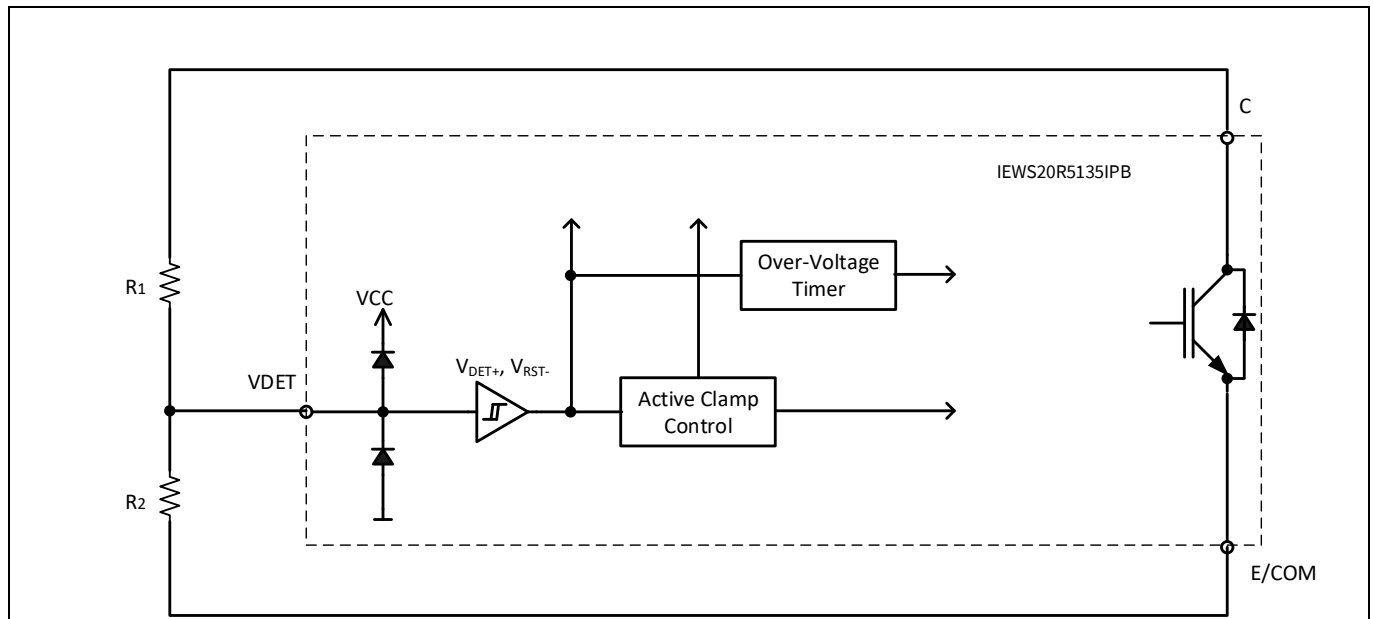 C
IEWS20R5135IPB
Over-Voltage
Timer
R1
VCC
VDET
VDET+, VRST-
Active Clamp
Control
R2
E/COM